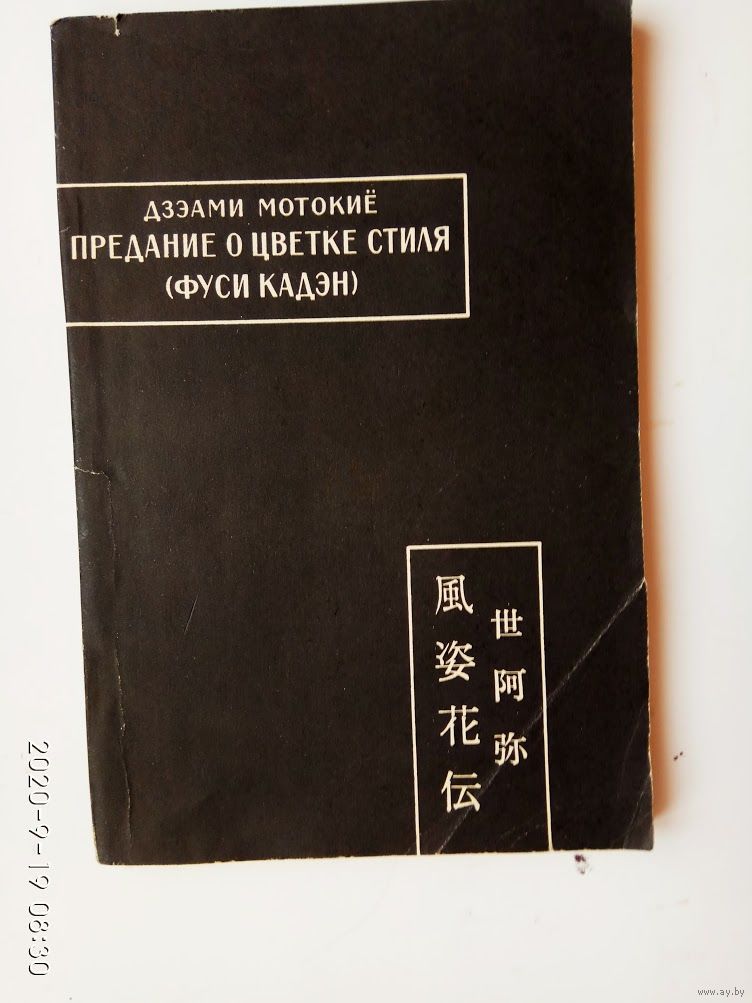 ДЗЭАМИ МОТОКИЁ
ПРЕДАНИЕ О ЦВЕТКЕ СТИЛЯ
(ФУСИ КАДЭН)
世阿弥
風姿花伝
2020-9-19 08:30
www.ay.by